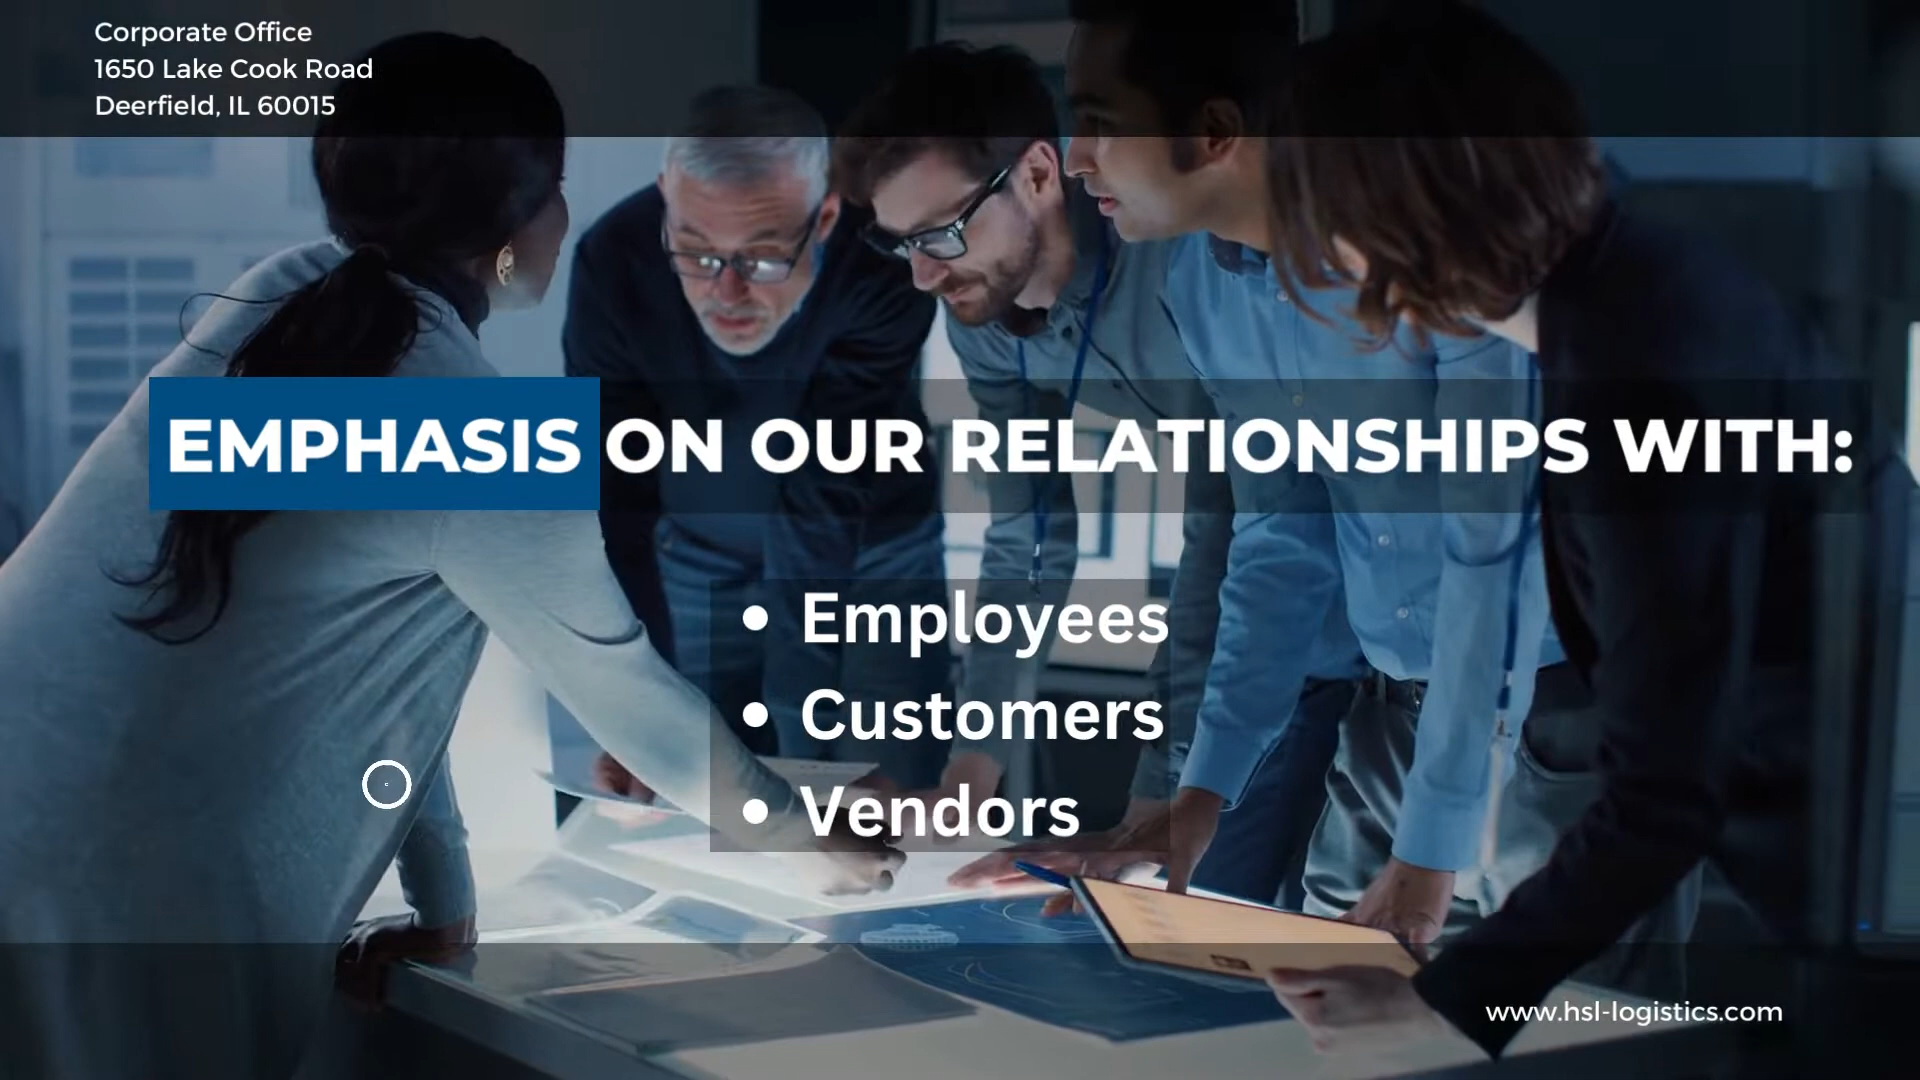 Corporate Office
1650 Lake Cook Road
Deerfield, IL 60015
EMPHASIS ON OUR RELATIONSHIPS WITH:
• Employees
• Customers
• Vendors
www.hsl-logistics.com